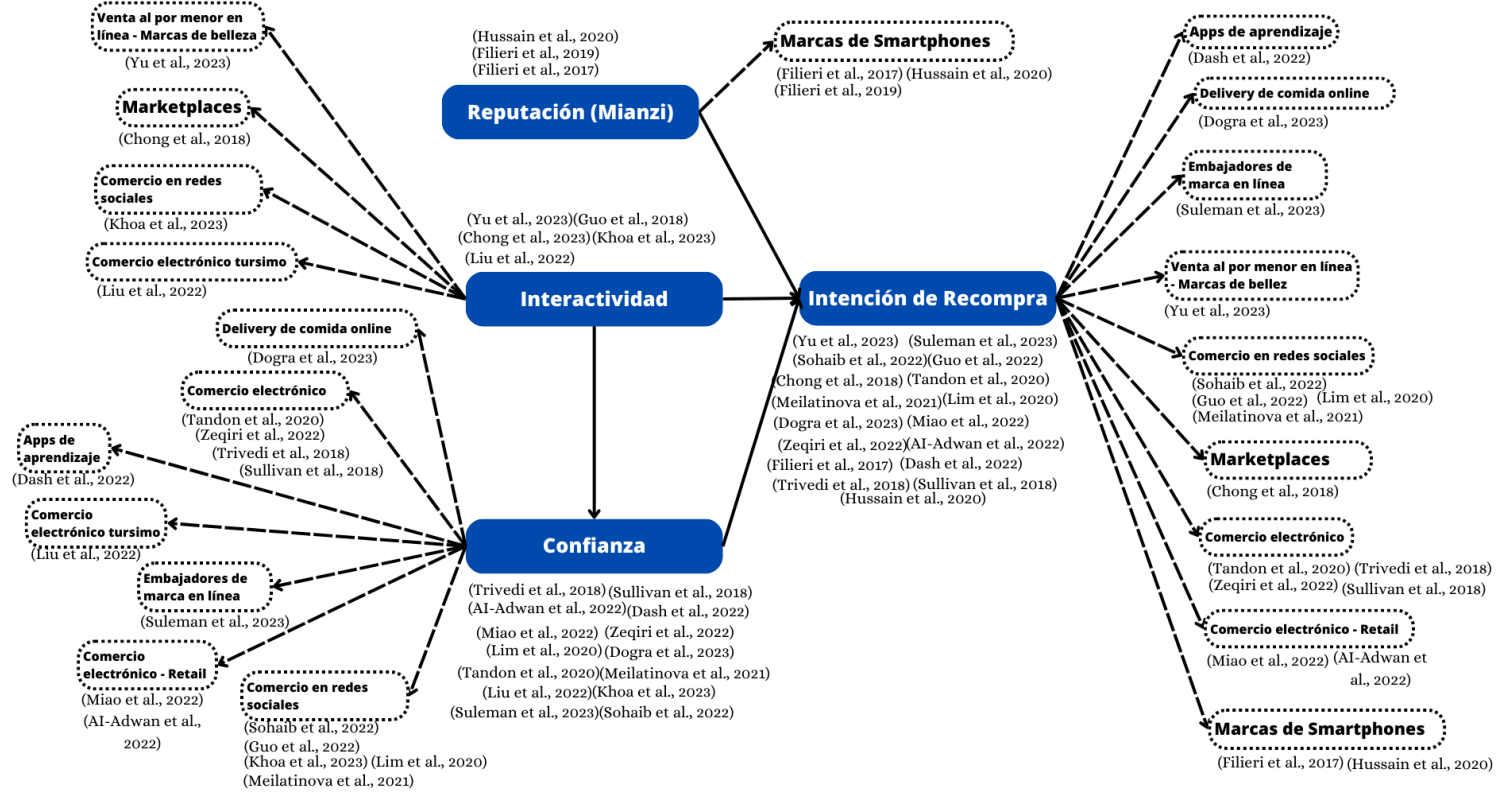 Venta al por menor en
línea - Marcas de belleza
(Yu et al., 2023)
Marketplaces
(Chong et al., 2018)
Comercio en redes
sociales
(Khoa et al., 2023)
Comercio electrónico tursimo
(Liu et al., 2022)
(Hussain et al., 2020)
(Filieri et al., 2019)
(Filieri et al., 2017)
Reputación (Mianzi)
Marcas de Smartphones
(Filieri et al., 2017) (Hussain et al., 2020)
(Filieri et al., 2019)
(Yu et al., 2023)(Guo et al., 2018)
(Chong et al., 2023) (Khoa et al., 2023)
(Liu et al., 2022)
Interactividad
Delivery de comida online
(Dogra et al., 2023)
Comercio electrónico
(Tandon et al., 2020)
(Zeqiri et al., 2022)
(Trivedi et al., 2018)
(Sullivan et al., 2018)
Apps de
aprendizaje
(Dash et al., 2022)
Comercio
electrónico tursimo
(Liu et al., 2022)
Embajadores de
marca en línea
(Suleman et al., 2023)
Comercio
electrónico - Retail
(Miao et al., 2022)
(AI-Adwan et al.,
2022)
Comercio en redes
sociales
(Sohaib et al., 2022)
(Guo et al., 2022)
(Khoa et al., 2023) (Lim et al., 2020)
(Meilatinova et al., 2021)
Confianza
(Trivedi et al., 2018) (Sullivan et al., 2018)
(AI-Adwan et al., 2022)(Dash et al., 2022)
(Miao et al., 2022) (Zeqiri et al., 2022)
(Lim et al., 2020) (Dogra et al., 2023)
(Tandon et al., 2020)(Meilatinova et al., 2021)
(Liu et al., 2022)(Khoa et al., 2023)
(Suleman et al., 2023)(Sohaib et al., 2022)
Intención de Recompra
(Yu et al., 2023) (Suleman et al., 2023)
(Sohaib et al., 2022)(Guo et al., 2022)
(Chong et al., 2018) (Tandon et al., 2020)
(Meilatinova et al., 2021)(Lim et al., 2020)
(Dogra et al., 2023) (Miao et al., 2022)
(Zeqiri et al., 2022)(AI-Adwan et al., 2022)
(Filieri et al., 2017) (Dash et al., 2022)
(Trivedi et al., 2018) (Sullivan et al., 2018)
(Hussain et al., 2020)
Apps de aprendizaje
(Dash et al., 2022)
Delivery de comida online
(Dogra et al., 2023)
Embajadores de
marca en línea
(Suleman et al., 2023)
Venta al por menor en línea
- Marcas de bellez
(Yu et al., 2023)
Comercio en redes sociales
(Sohaib et al., 2022)
(Guo et al., 2022) (Lim et al., 2020)
(Meilatinova et al., 2021)
Marketplaces
(Chong et al., 2018)
Comercio electrónico
(Tandon et al., 2020) (Trivedi et al., 2018)
(Zeqiri et al., 2022) (Sullivan et al., 2018)
Comercio electrónico - Retail
(Miao et al., 2022) (AI-Adwan et
al., 2022)
Marcas de Smartphones
(Filieri et al., 2017) (Hussain et al., 2020)